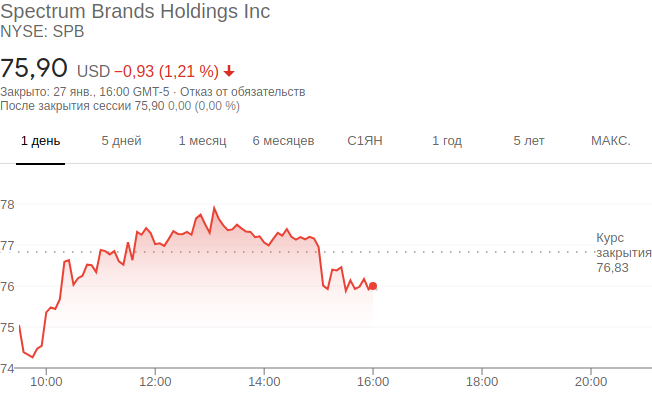 Spectrum Brands Holdings Inc
NYSE: SPB
75,90 USD −0,93 (1,21 %)
Закрыто: 27 янв., 16:00 GMT-5 · Отказ от обязательств
После закрытия сессии 75,90 0,00 (0,00 %)
1 день 5 дней 1 месяц 6 месяцев С1ЯН 1 год 5 лет МАКС.
78
77
76
75
74
Курс
закрытия
76,83
10:00 12:00 14:00 16:00 18:00 20:00